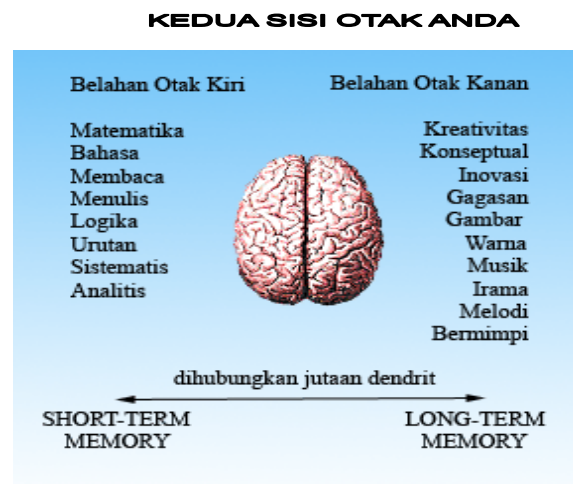 KEDUA SISI OTAK ANDA
Belahan Otak Kiri
Matematika
Bahasa
Membaca
Menulis
Logika
Urutan
Sistematis
Analitis
Belahan Otak Kanan
Kreativitas
Konseptual
Inovasi
Gagasan
Gambar
Warna
Musik
Irama
Melodi
Bermimpi
dihubungkan jutaan dendrit
SHORT-TERM
MEMORY
LONG-TERM
MEMORY